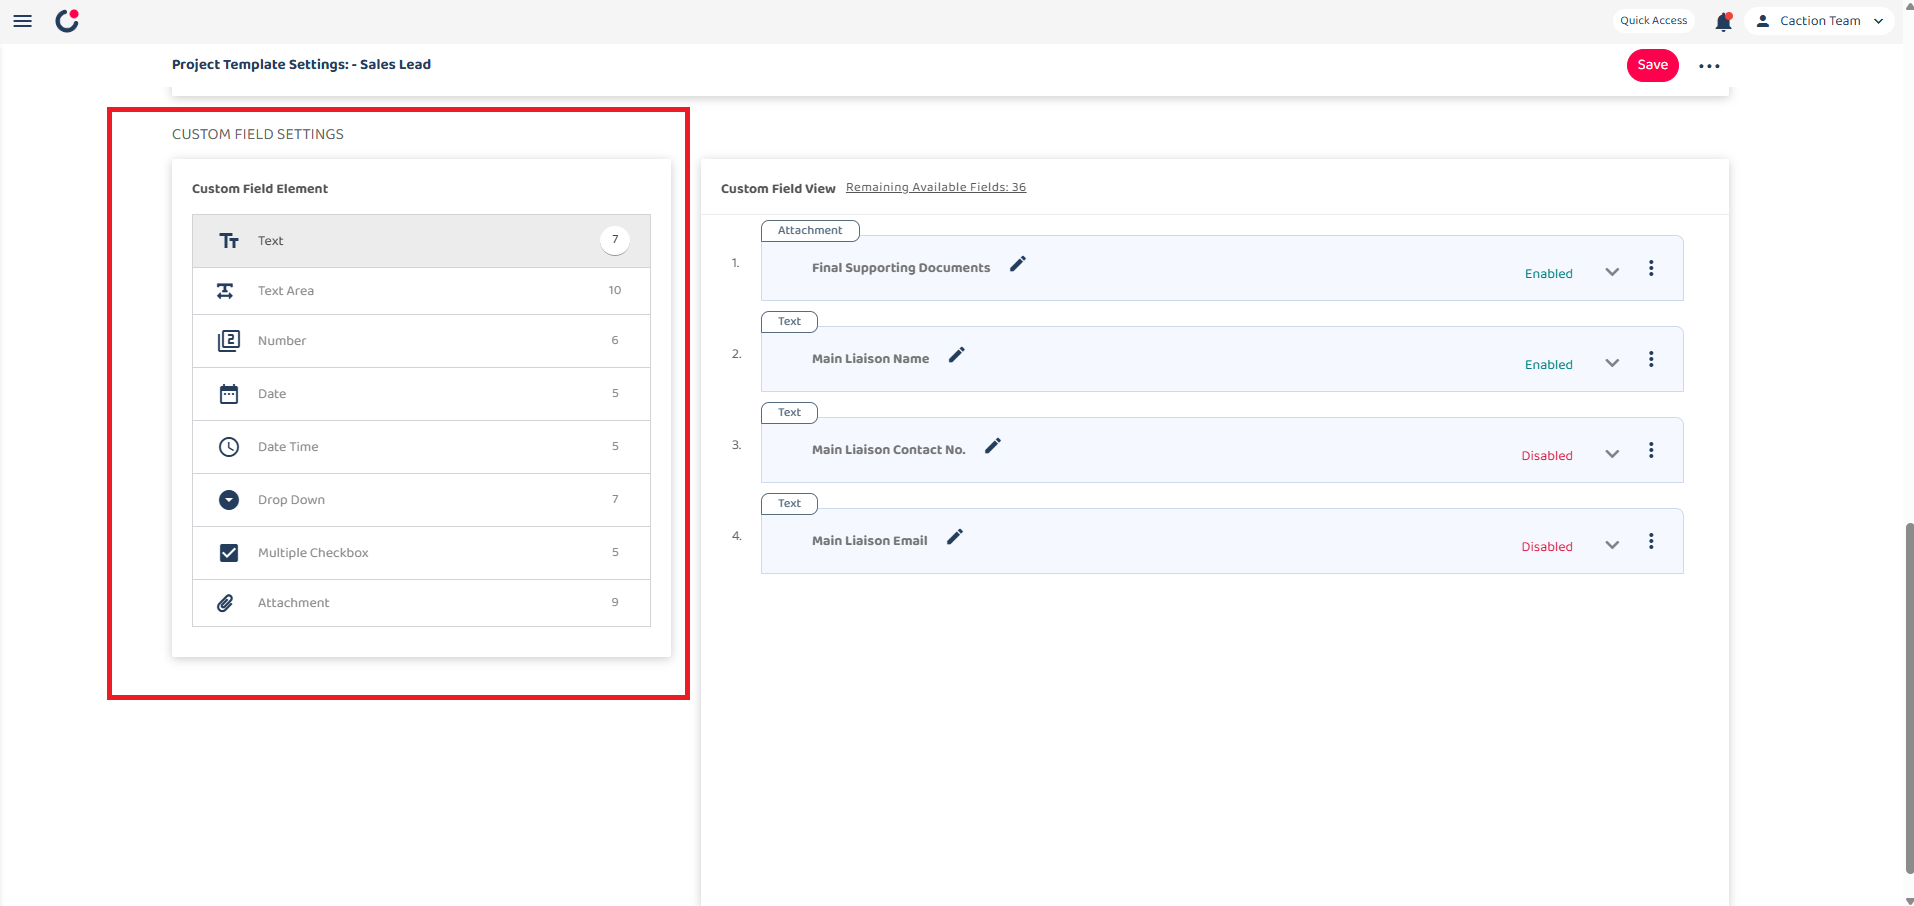 Quick Access
Caction Team
Project Template Settings: - Sales Lead
Save
CUSTOM FIELD SETTINGS
Custom Field Element
Text 7
Text Area 10
Number 6
Date 5
Date Time 5
Drop Down 7
Multiple Checkbox 5
Attachment 9
Custom Field View Remaining Available Fields: 36
Attachment
1. Final Supporting Documents Enabled
Text
2. Main Liaison Name Enabled
Text
3. Main Liaison Contact No. Disabled
Text
4. Main Liaison Email Disabled